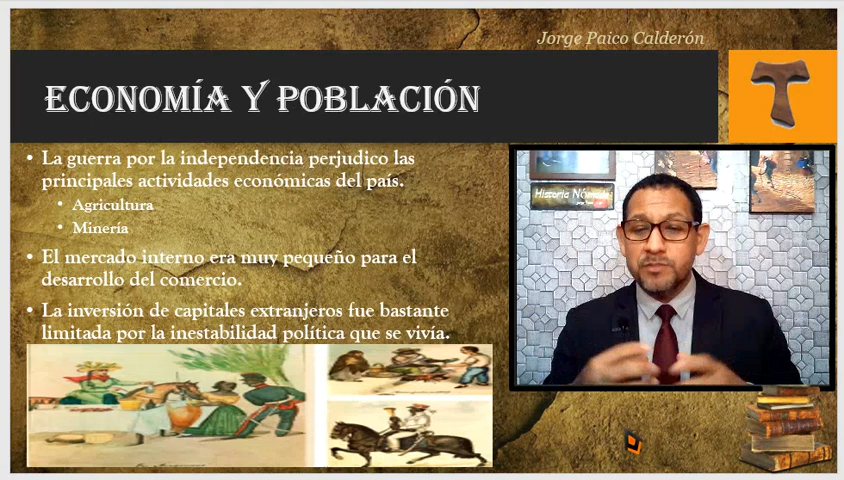 Jorge Paico Calderón
ECONOMÍA Y POBLACIÓN
• La guerra por la independencia perjudico las
principales actividades económicas del país.
• Agricultura
• Minería
• El mercado interno era muy pequeño para el
desarrollo del comercio.
• La inversión de capitales extranjeros fue bastante
limitada por la inestabilidad política que se vivía.
Historia Nómada